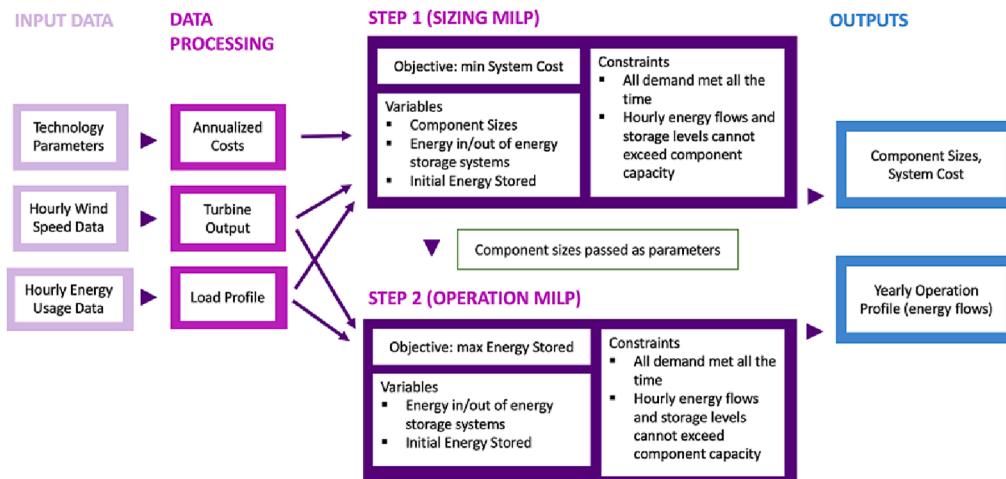 INPUT DATA
DATA
PROCESSING
STEP 1 (SIZING MILP)
OUTPUTS
Technology
Parameters
Hourly Wind
Speed Data
Hourly Energy
Usage Data
Annualized
Costs
Turbine
Output
Load Profile
Objective: min System Cost
Variables
▪ Component Sizes
▪ Energy in/out of energy
storage systems
▪ Initial Energy Stored
Constraints
▪ All demand met all the
time
▪ Hourly energy flows and
storage levels cannot
exceed component
capacity
Component sizes passed as parameters
STEP 2 (OPERATION MILP)
Objective: max Energy Stored
Variables
▪ Energy in/out of energy
storage systems
▪ Initial Energy Stored
Constraints
▪ All demand met all the
time
▪ Hourly energy flows
and storage levels
cannot exceed
component capacity
Component Sizes,
System Cost
Yearly Operation
Profile (energy flows)